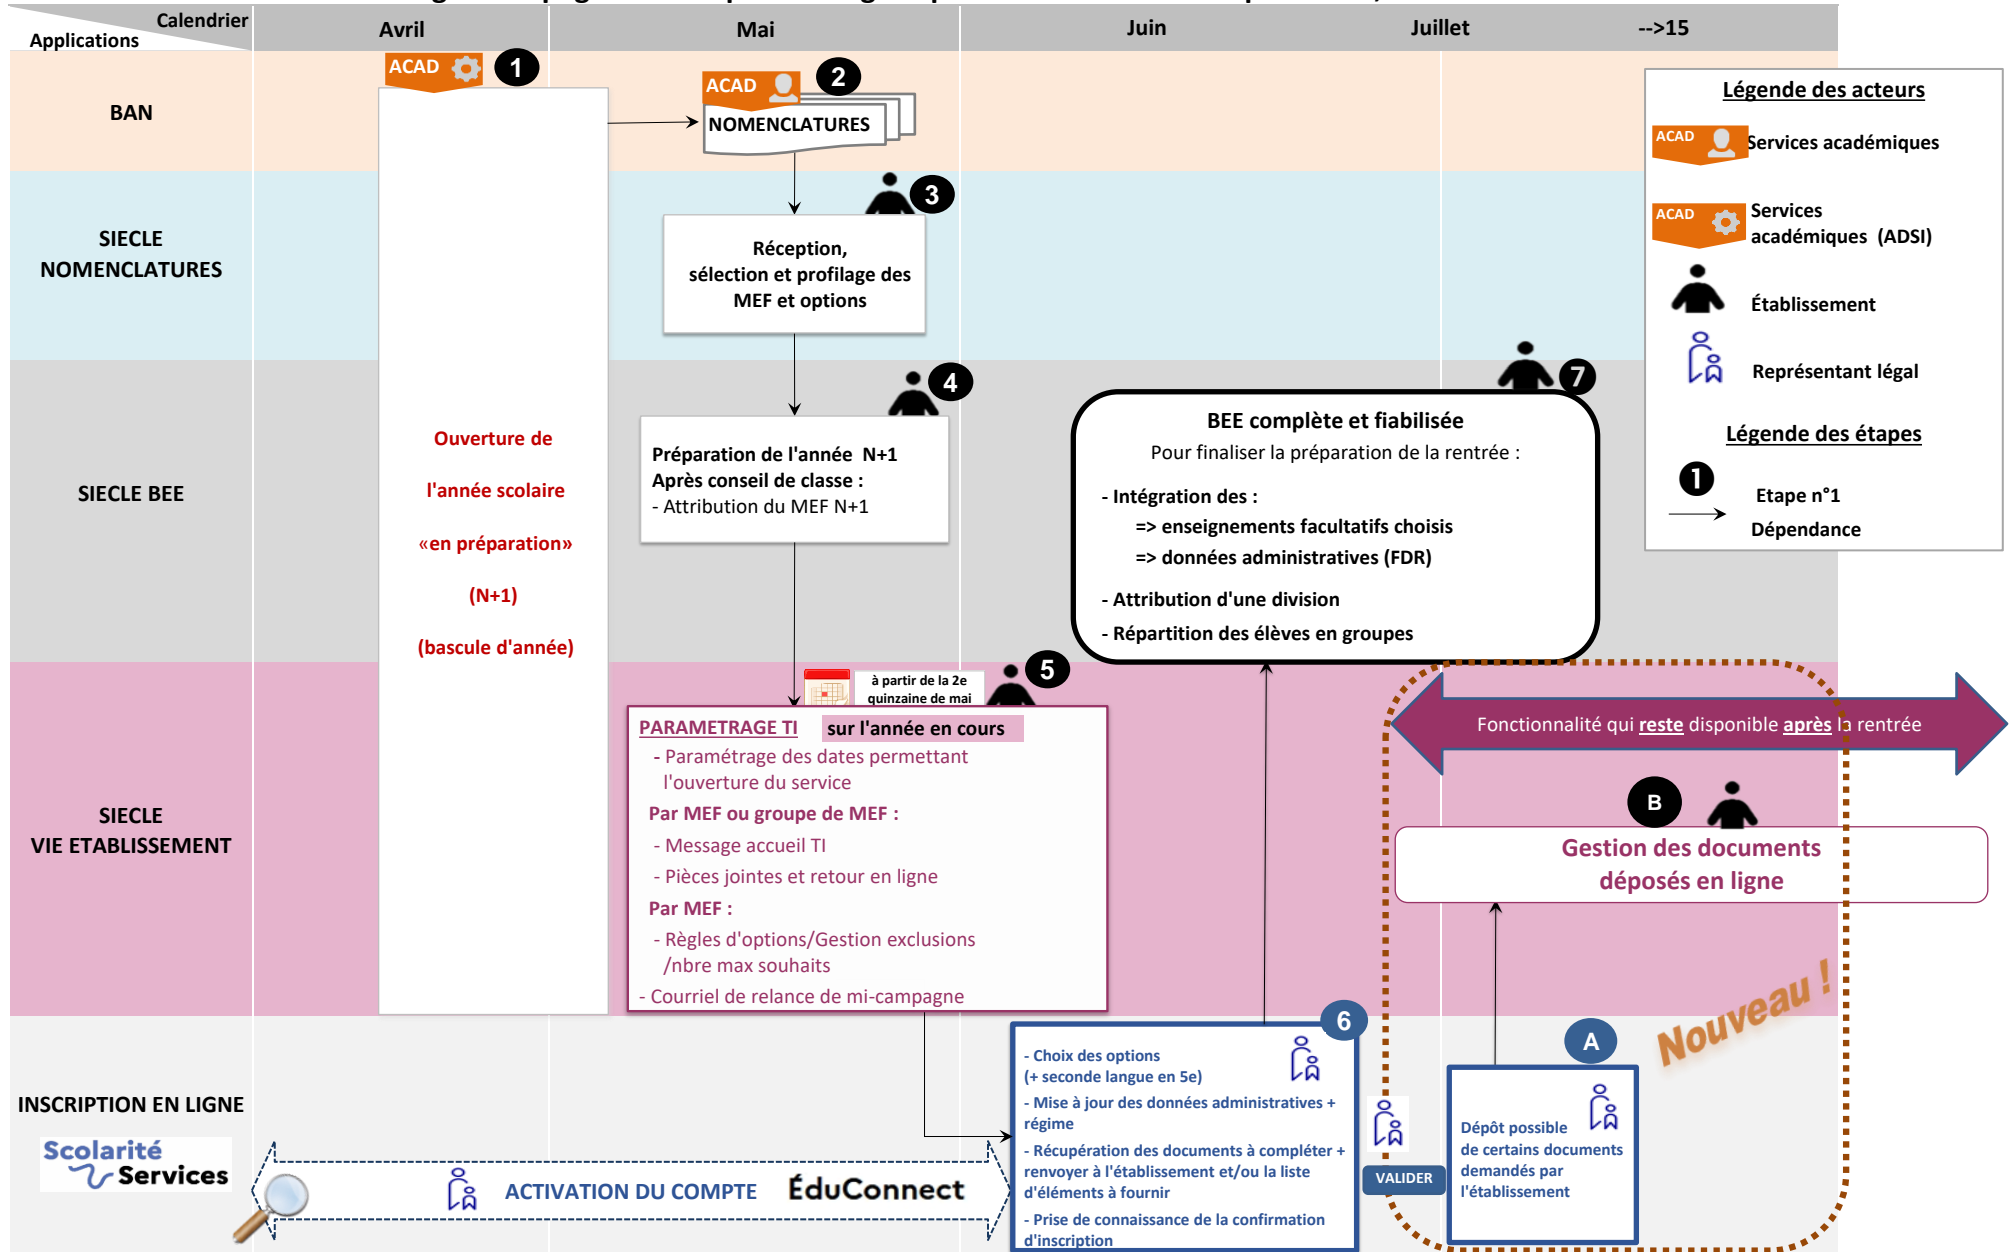 Calendrier
Applications
Avril
Mai
Juin
Juillet
-->15
BAN
ACAD
1
ACAD
2
NOMENCLATURES
SIECLE
NOMENCLATURES
3
Réception,
sélection et profilage des
MEF et options
SIECLE BEE
4
Préparation de l'année N+1
Après conseil de classe :
- Attribution du MEF N+1
Ouverture de
l'année scolaire
«en préparation»
(N+1)
(bascule d'année)
7
BEE complète et fiabilisée
Pour finaliser la préparation de la rentrée :
- Intégration des :
=> enseignements facultatifs choisis
=> données administratives (FDR)
- Attribution d'une division
- Répartition des élèves en groupes
Légende des acteurs
ACAD
Services académiques
ACAD
Services
académiques (ADSI)
Établissement
Représentant légal
Légende des étapes
1
Etape n°1
Dépendance
SIECLE
VIE ETABLISSEMENT
à partir de la 2e
quinzaine de mai
5
PARAMETRAGE TI sur l'année en cours
- Paramétrage des dates permettant
l'ouverture du service
Par MEF ou groupe de MEF :
- Message accueil TI
- Pièces jointes et retour en ligne
Par MEF :
- Règles d'options/Gestion exclusions
/nbre max souhaits
- Courriel de relance de mi-campagne
Fonctionnalité qui reste disponible après la rentrée
B
Gestion des documents
déposés en ligne
Nouveau !
INSCRIPTION EN LIGNE
Scolarité
Services
ACTIVATION DU COMPTE ÉduConnect
6
- Choix des options
(+ seconde langue en 5e)
- Mise à jour des données administratives +
régime
- Récupération des documents à compléter +
renvoyer à l'établissement et/ou la liste
d'éléments à fournir
- Prise de connaissance de la confirmation
d'inscription
VALIDER
A
Dépôt possible
de certains documents
demandés par
l'établissement